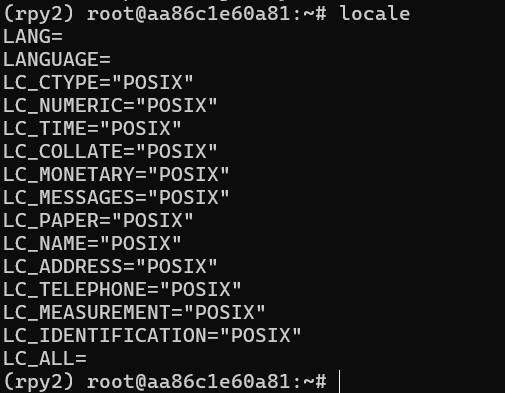 (rpy2) root@aa86c1e60a81:~# locale
LANG=
LANGUAGE=
LC_CTYPE="POSIX"
LC_NUMERIC="POSIX"
LC_TIME="POSIX"
LC_COLLATE="POSIX"
LC_MONETARY="POSIX"
LC_MESSAGES="POSIX"
LC_PAPER="POSIX"
LC_NAME="POSIX"
LC_ADDRESS="POSIX"
LC_TELEPHONE="POSIX"
LC_MEASUREMENT="POSIX"
LC_IDENTIFICATION="POSIX"
LC_ALL=
(rpy2) root@aa86c1e60a81:~#